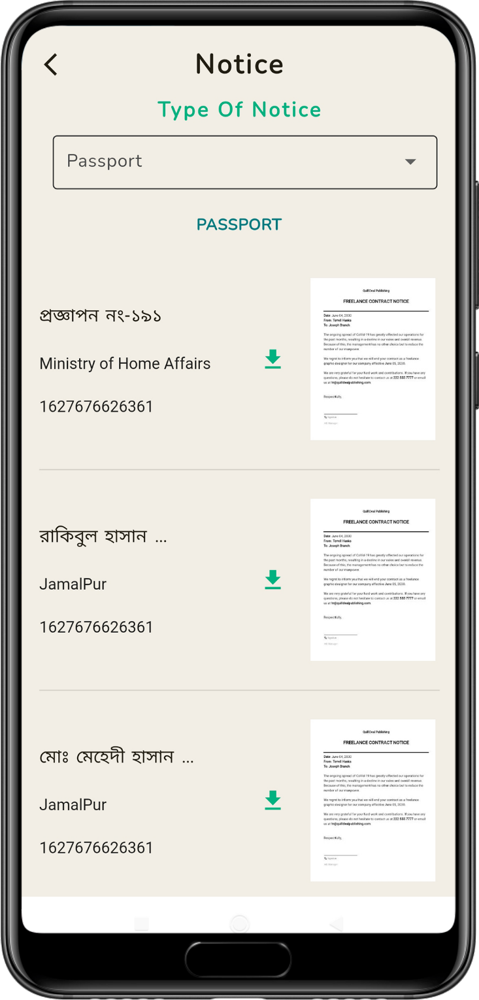 Notice
Type Of Notice
Passport
PASSPORT
প্রজ্ঞাপন নং-১৯১
Ministry of Home Affairs
1627676626361
Quill Deal Publishing
FREELANCE CONTRACT NOTICE
Date: June 04, 2030
From: Terrell Hanks
To: Joseph Branch
The ongoing spread of CoVid-19 has greatly affected our operations for
the past months, resulting in a decline in our sales and overall revenue.
Because of this, the management has no other choice but to reduce the
number of our manpower.
We regret to inform you that we will end your contract as a freelance
graphic designer for our company effective June 05, 2030.
We are very grateful for your hard work and contributions. If you have any
questions, please do not hesitate to contact us at 222 555 7777 or email
us at hr@quilldealpublishing.com.
Respectfully,
রাকিবুল হাসান ...
JamalPur
1627676626361
Quill Deal Publishing
FREELANCE CONTRACT NOTICE
Date: June 04, 2030
From: Terrell Hanks
To: Joseph Branch
The ongoing spread of CoVid-19 has greatly affected our operations for
the past months, resulting in a decline in our sales and overall revenue.
Because of this, the management has no other choice but to reduce the
number of our manpower.
We regret to inform you that we will end your contract as a freelance
graphic designer for our company effective June 05, 2030.
We are very grateful for your hard work and contributions. If you have any
questions, please do not hesitate to contact us at 222 555 7777 or email
us at hr@quilldealpublishing.com.
Respectfully,
মোঃ মেহেদী হাসান ...
JamalPur
1627676626361
Quill Deal Publishing
FREELANCE CONTRACT NOTICE
Date: June 04, 2030
From: Terrell Hanks
To: Joseph Branch
The ongoing spread of CoVid-19 has greatly affected our operations for
the past months, resulting in a decline in our sales and overall revenue.
Because of this, the management has no other choice but to reduce the
number of our manpower.
We regret to inform you that we will end your contract as a freelance
graphic designer for our company effective June 05, 2030.
We are very grateful for your hard work and contributions. If you have any
questions, please do not hesitate to contact us at 222 555 7777 or email
us at hr@quilldealpublishing.com.
Respectfully,